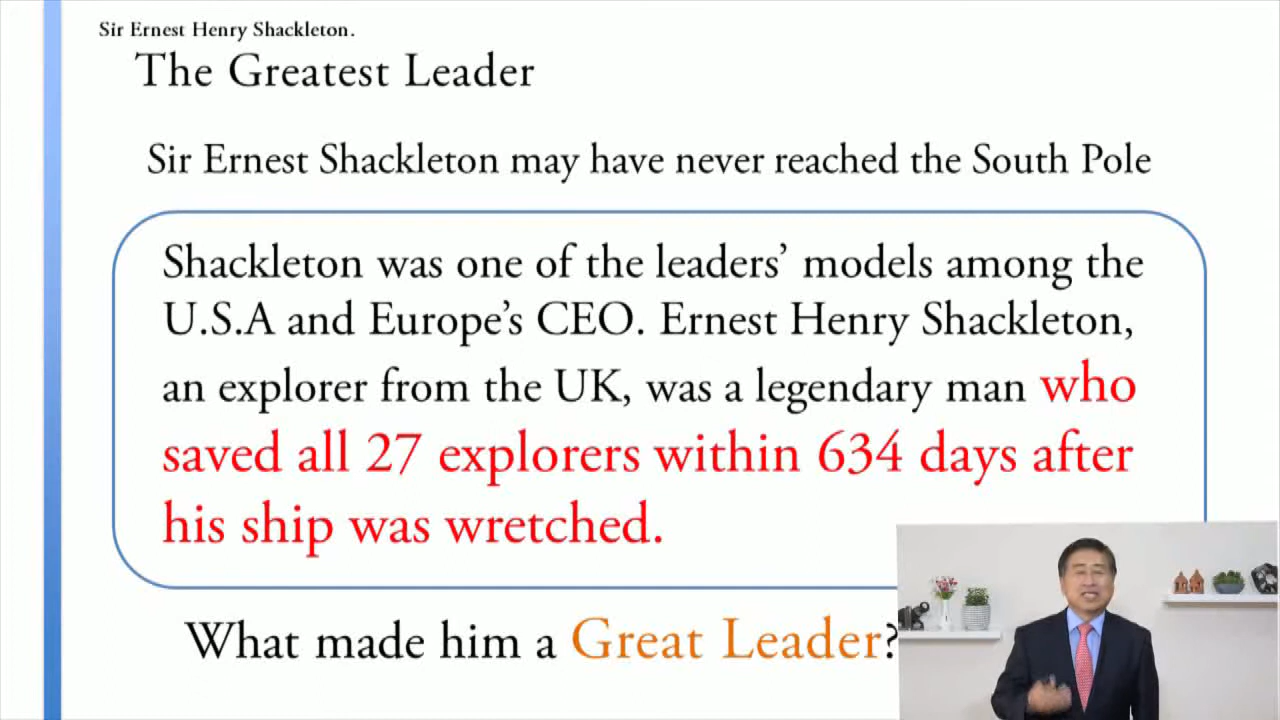 Sir Ernest Henry Shackleton.
The Greatest Leader
Sir Ernest Shackleton may have never reached the South Pole
Shackleton was one of the leaders’ models among the
U.S.A and Europe’s CEO. Ernest Henry Shackleton,
an explorer from the UK, was a legendary man who
saved all 27 explorers within 634 days after
his ship was wretched.
What made him a Great Leader?